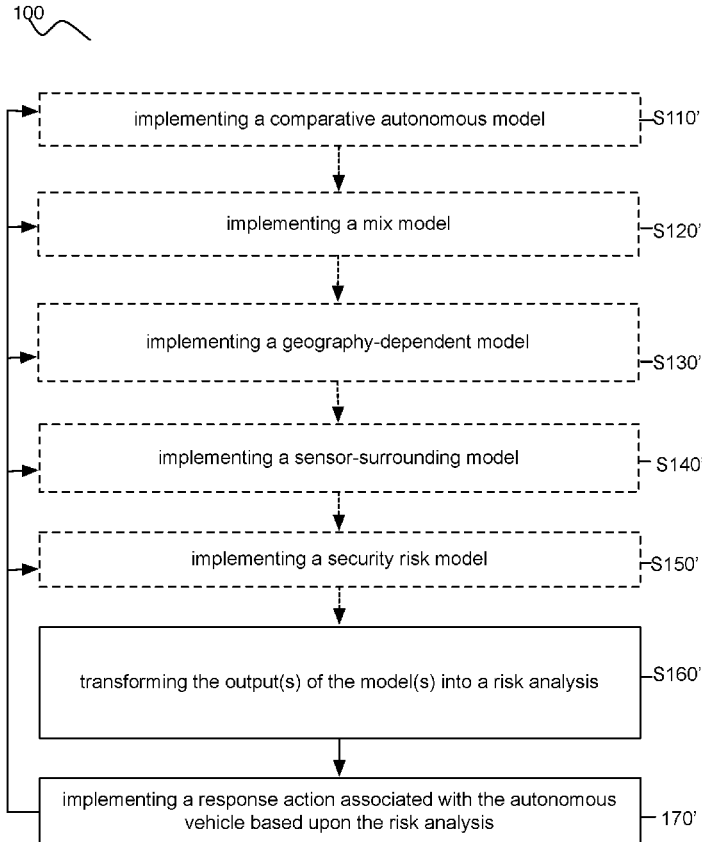 100
implementing a comparative autonomous model
S110'
implementing a mix model
S120'
implementing a geography-dependent model
S130'
implementing a sensor-surrounding model
S140'
implementing a security risk model
S150'
transforming the output(s) of the model(s) into a risk analysis
S160'
implementing a response action associated with the autonomous
vehicle based upon the risk analysis
170'